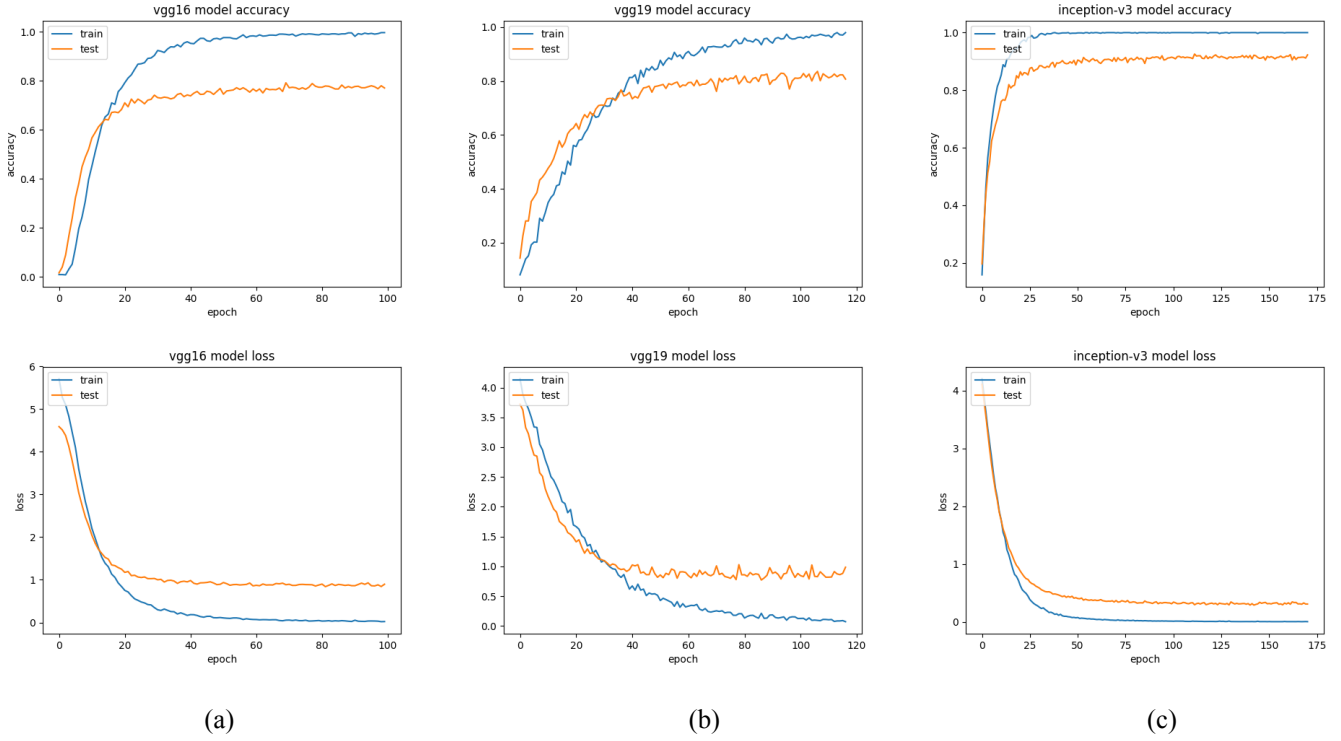 vgg16 model accuracy
train
test
1.0
0.8
0.6
0.4
0.2
0.0
accuracy
0
20
40
60
80
100
epoch
vgg19 model accuracy
train
test
1.0
0.8
0.6
0.4
0.2
accuracy
0
20
40
60
80
100
120
epoch
inception-v3 model accuracy
train
test
1.0
0.8
0.6
0.4
0.2
accuracy
0
25
50
75
100
125
150
175
epoch
vgg16 model loss
train
test
6
5
4
3
2
1
0
loss
0
20
40
60
80
100
epoch
vgg19 model loss
train
test
4.0
3.5
3.0
2.5
2.0
1.5
1.0
0.5
0.0
loss
0
20
40
60
80
100
120
epoch
inception-v3 model loss
train
test
4
3
2
1
0
loss
0
25
50
75
100
125
150
175
epoch
(a)
(b)
(c)